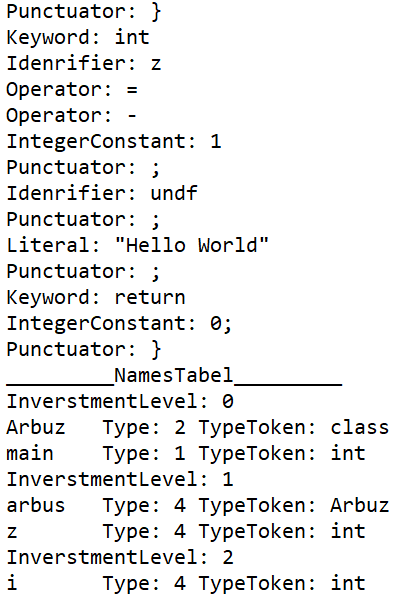 Punctuator: }
Keyword: int
Idenrifier: z
Operator: =
Operator: -
IntegerConstant: 1
Punctuator: ;
Idenrifier: undf
Punctuator: ;
Literal: "Hello World"
Punctuator: ;
Keyword: return
IntegerConstant: 0;
Punctuator: }
_________NamesTabel_________
InverstmentLevel: 0
Arbuz   Type: 2 TypeToken: class
main    Type: 1 TypeToken: int
InverstmentLevel: 1
arbus   Type: 4 TypeToken: Arbuz
z       Type: 4 TypeToken: int
InverstmentLevel: 2
i       Type: 4 TypeToken: int